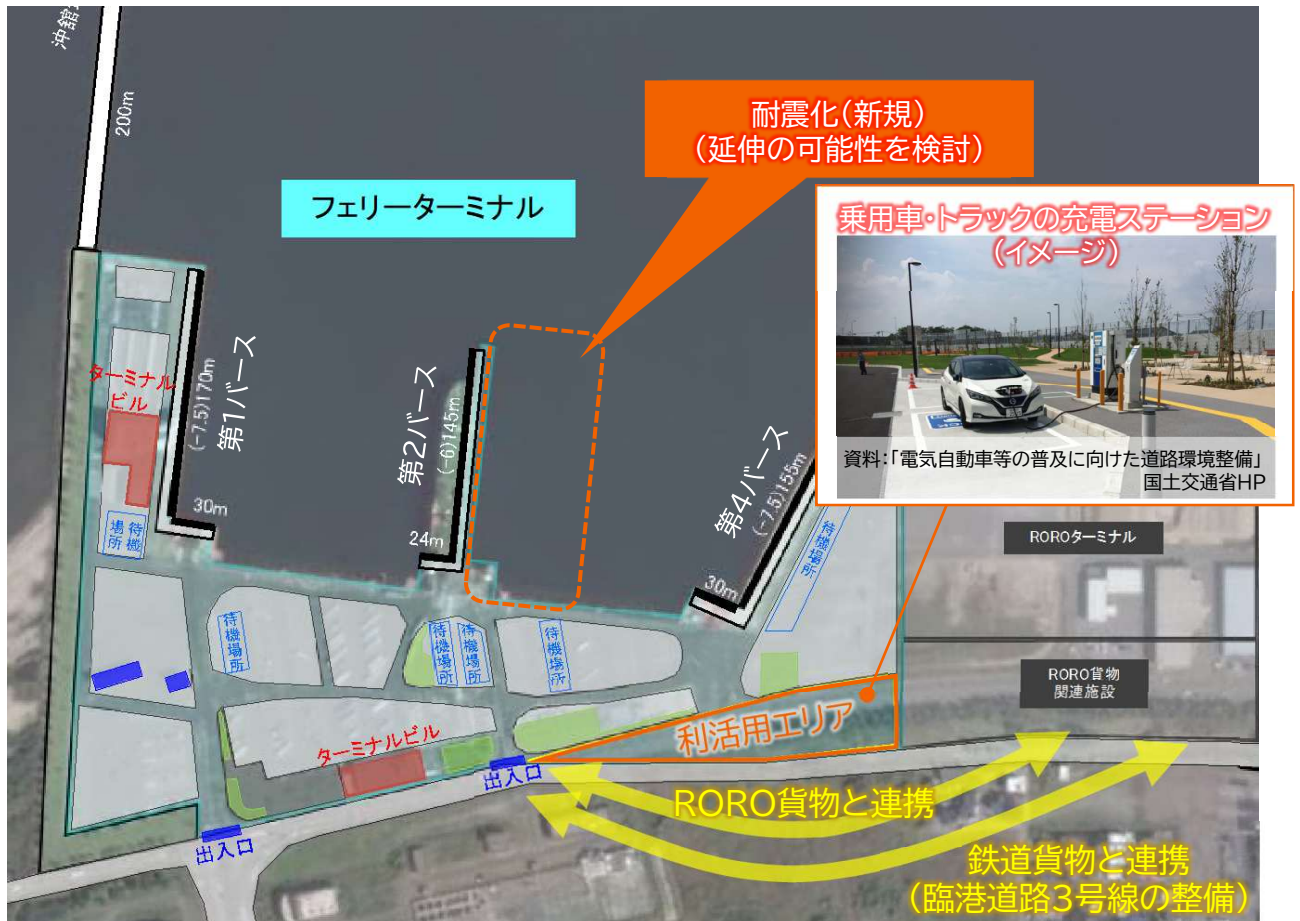 沖舘
200m
耐震化(新規)
(延伸の可能性を検討)
フェリーターミナル
乗用車・トラックの充電ステーション
(イメージ)
資料:「電気自動車等の普及に向けた道路環境整備」
国土交通省HP
ターミナル
ビル
(-7.5)170m
第1バース
30m
待機
場所
第2バース
(-6)145m
24m
第4バース
(-7.5)155m
30m
待機場所
ROROターミナル
待機場所
待機場所
待機場所
待機場所
RORO貨物
関連施設
利活用エリア
ターミナルビル
出入口
出入口
RORO貨物と連携
鉄道貨物と連携
(臨港道路3号線の整備)